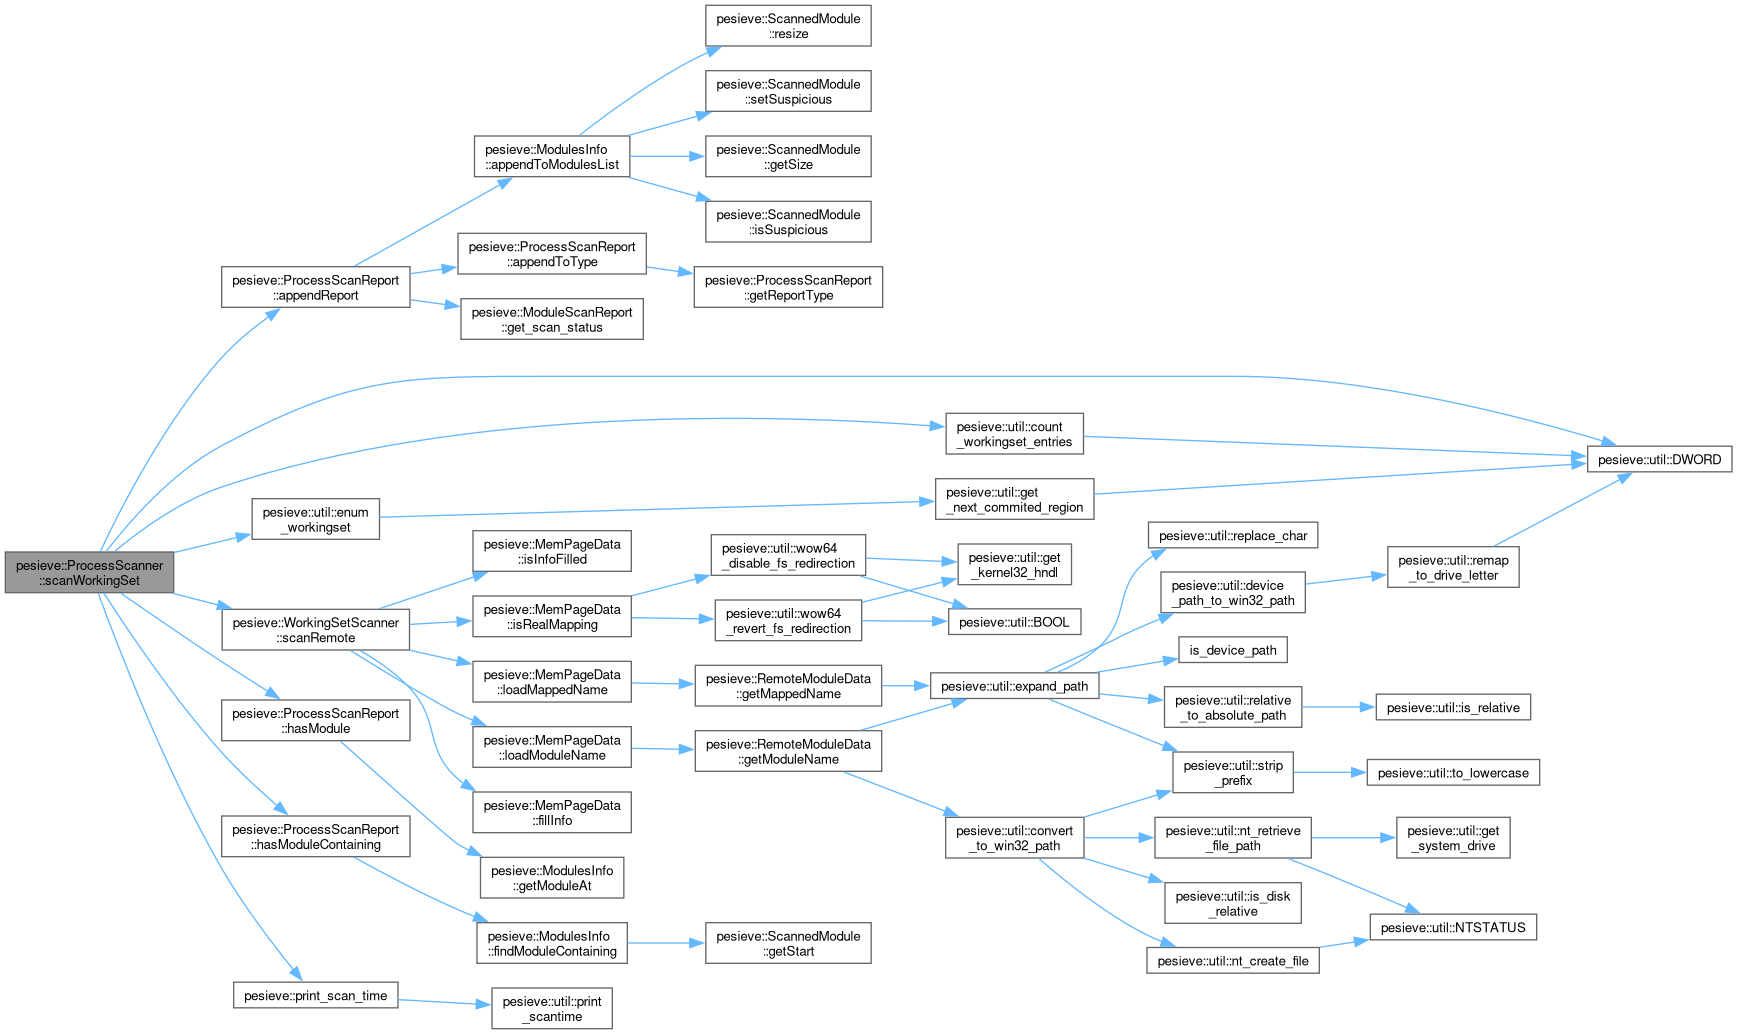 pesieve::ScannedModule
::resize
pesieve::ScannedModule
::setSuspicious
pesieve::ModulesInfo
::appendToModulesList
pesieve::ScannedModule
::getSize
pesieve::ScannedModule
::isSuspicious
pesieve::ProcessScanReport
::appendToType
pesieve::ProcessScanReport
::appendReport
pesieve::ProcessScanReport
::getReportType
pesieve::ModuleScanReport
::get_scan_status
pesieve::util::count
_workingset_entries
pesieve::util::DWORD
pesieve::util::get
_next_commited_region
pesieve::util::enum
_workingset
pesieve::ProcessScanner
::scanWorkingSet
pesieve::MemPageData
::isInfoFilled
pesieve::util::wow64
_disable_fs_redirection
pesieve::util::get
_kernel32_hndl
pesieve::util::replace_char
pesieve::util::remap
_to_drive_letter
pesieve::util::device
_path_to_win32_path
pesieve::WorkingSetScanner
::scanRemote
pesieve::MemPageData
::isRealMapping
pesieve::util::wow64
_revert_fs_redirection
pesieve::util::BOOL
is_device_path
pesieve::MemPageData
::loadMappedName
pesieve::RemoteModuleData
::getMappedName
pesieve::util::expand_path
pesieve::util::relative
_to_absolute_path
pesieve::util::is_relative
pesieve::ProcessScanReport
::hasModule
pesieve::MemPageData
::loadModuleName
pesieve::RemoteModuleData
::getModuleName
pesieve::util::strip
_prefix
pesieve::util::to_lowercase
pesieve::MemPageData
::fillInfo
pesieve::ProcessScanReport
::hasModuleContaining
pesieve::util::convert
_to_win32_path
pesieve::util::nt_retrieve
_file_path
pesieve::util::get
_system_drive
pesieve::ModulesInfo
::getModuleAt
pesieve::util::is_disk
_relative
pesieve::util::NTSTATUS
pesieve::ModulesInfo
::findModuleContaining
pesieve::ScannedModule
::getStart
pesieve::util::nt_create_file
pesieve::print_scan_time
pesieve::util::print
_scantime